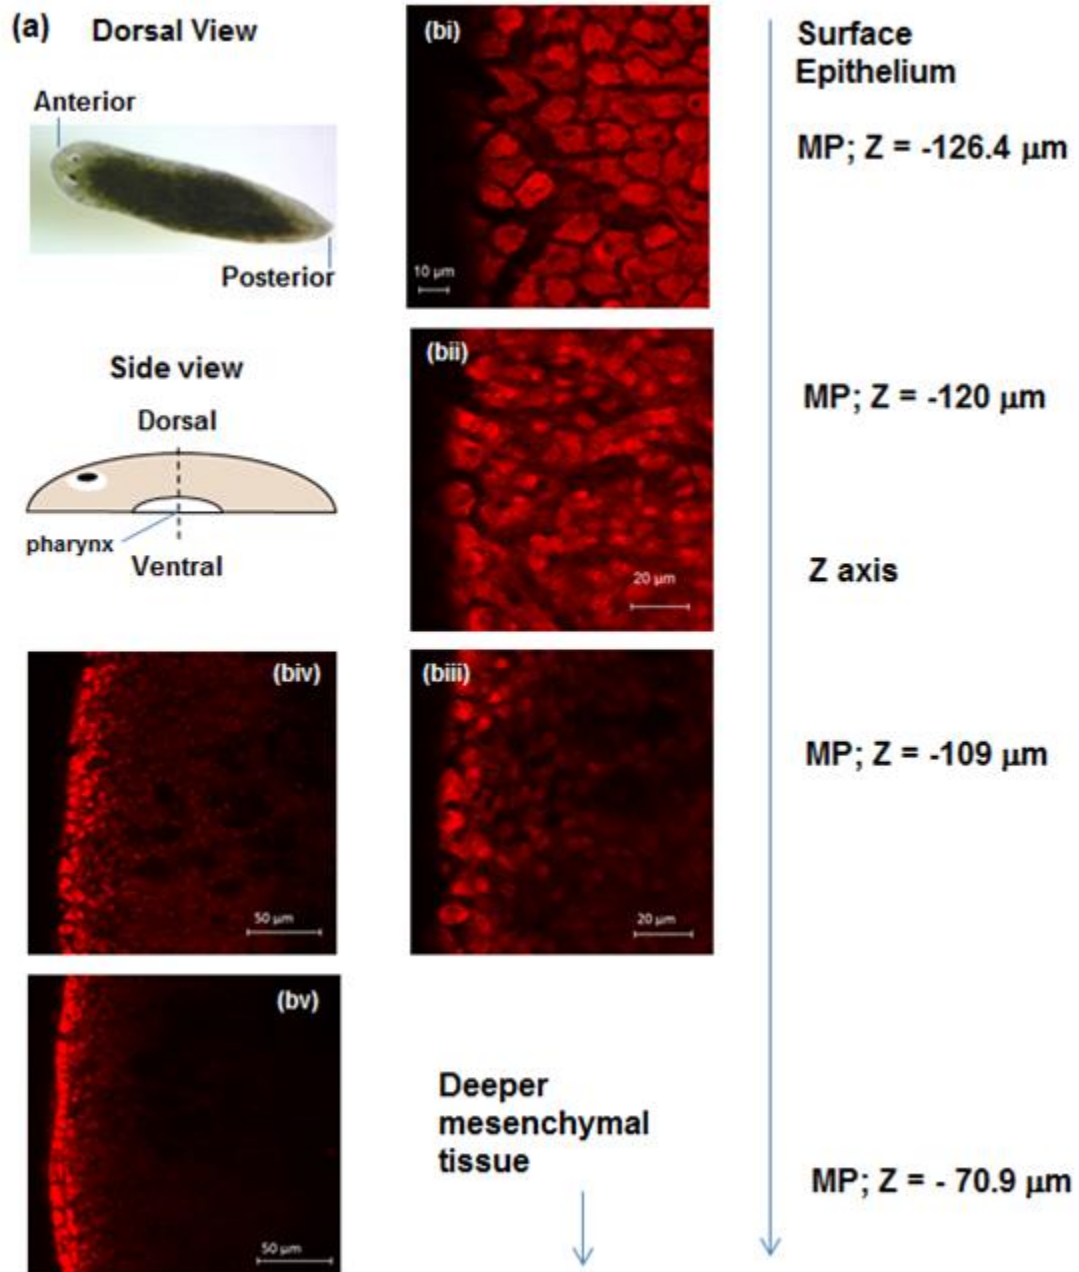 (a) Dorsal View
Anterior
Posterior
Side view
Dorsal
pharynx
Ventral
(bi)
10 µm
(bii)
20 µm
(biii)
20 µm
(biv)
50 µm
(bv)
50 µm
Deeper
mesenchymal
tissue
Surface
Epithelium
MP; Z = -126.4 µm
MP; Z = -120 µm
Z axis
MP; Z = -109 µm
MP; Z = - 70.9 µm